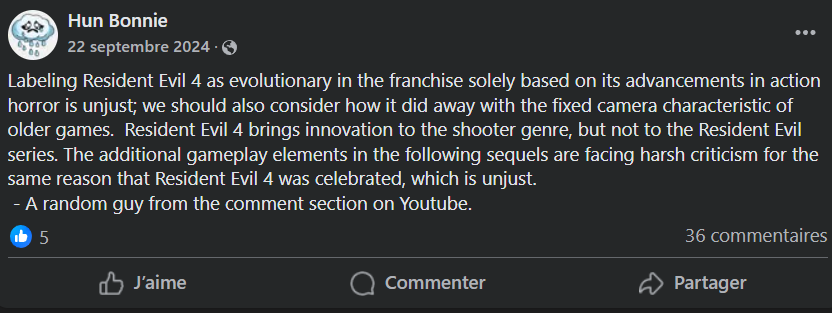 Hun Bonnie
22 septembre 2024 ·
Labeling Resident Evil 4 as evolutionary in the franchise solely based on its advancements in action
horror is unjust; we should also consider how it did away with the fixed camera characteristic of
older games.  Resident Evil 4 brings innovation to the shooter genre, but not to the Resident Evil
series. The additional gameplay elements in the following sequels are facing harsh criticism for the
same reason that Resident Evil 4 was celebrated, which is unjust.
- A random guy from the comment section on Youtube.
5
36 commentaires
J’aime
Commenter
Partager